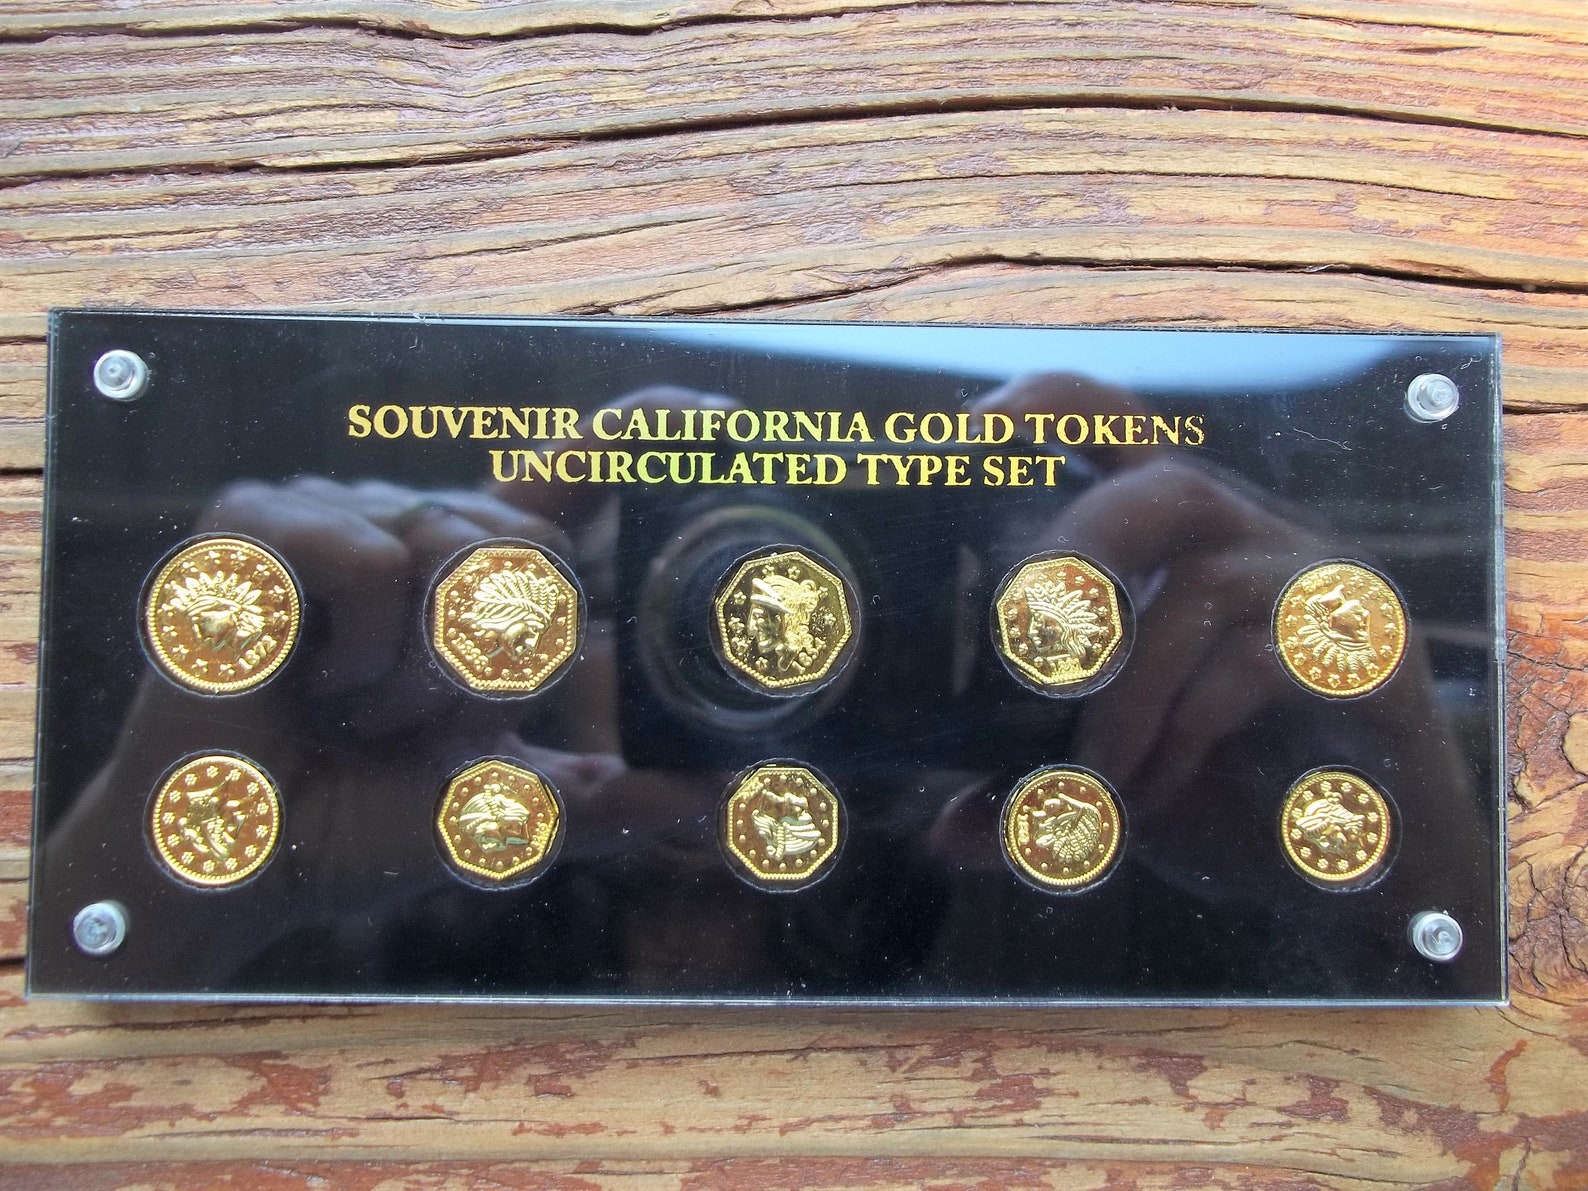 SOUVENIR CALIFORNIA GOLD TOKENS
UNCIRCULATED TYPE SET